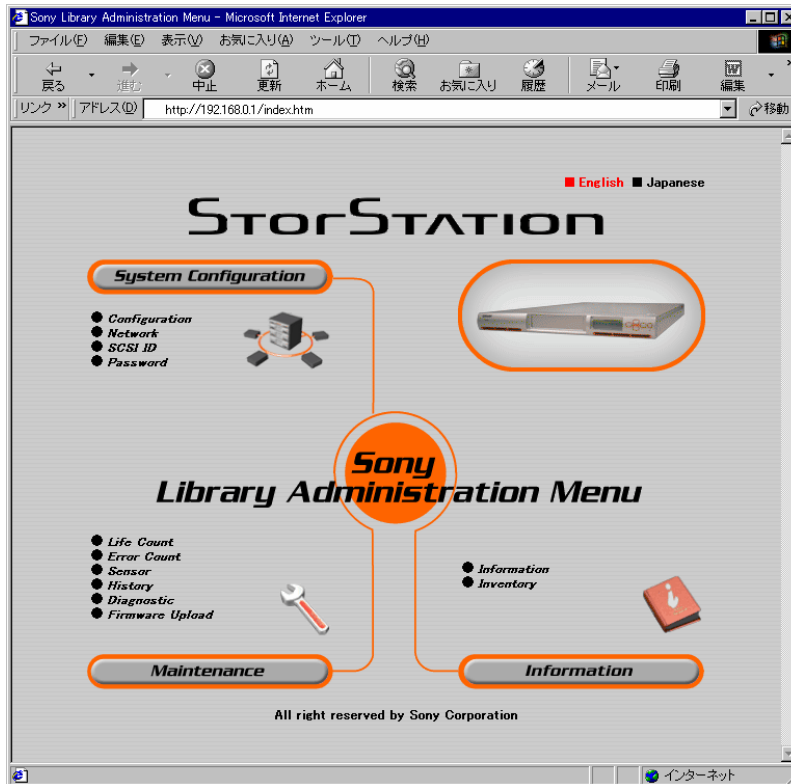 Sony Library Administration Menu - Microsoft Internet Explorer
ファイル(F) 編集(E) 表示(V) お気に入り(A) ツール(T) ヘルプ(H)
戻る 進む 中止 更新 ホーム 検索 お気に入り 履歴 メール 印刷 編集
リンク » アドレス(D) http://192.168.0.1/index.htm 移動
English Japanese
StorStation
System Configuration
Configuration
Network
SCSI ID
Password
Sony
Library Administration Menu
Life Count
Error Count
Sensor
History
Diagnostic
Firmware Upload
Information
Inventory
Maintenance
Information
All right reserved by Sony Corporation
インターネット